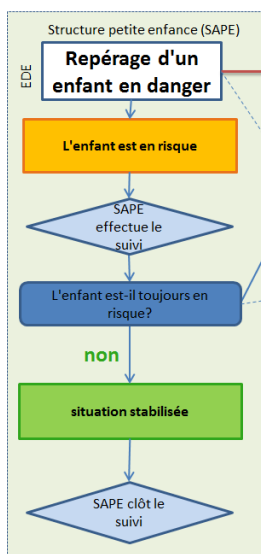 Structure petite enfance (SAPE)
EDE
Repérage d'un
enfant en danger
L'enfant est en risque
SAPE
effectue le
suivi
L'enfant est-il toujours en
risque?
non
situation stabilisée
SAPE clôt le
suivi